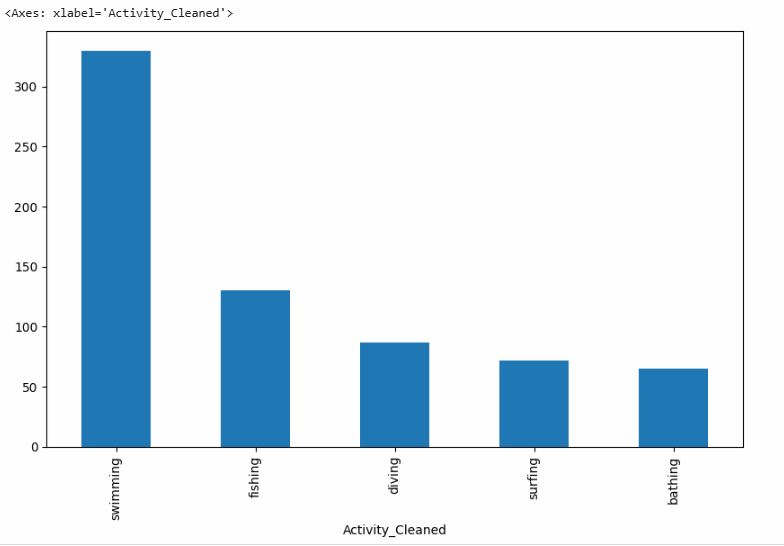 <Axes: xlabel='Activity_Cleaned'>
300
250
200
150
100
50
0
swimming
fishing
diving
surfing
bathing
Activity_Cleaned